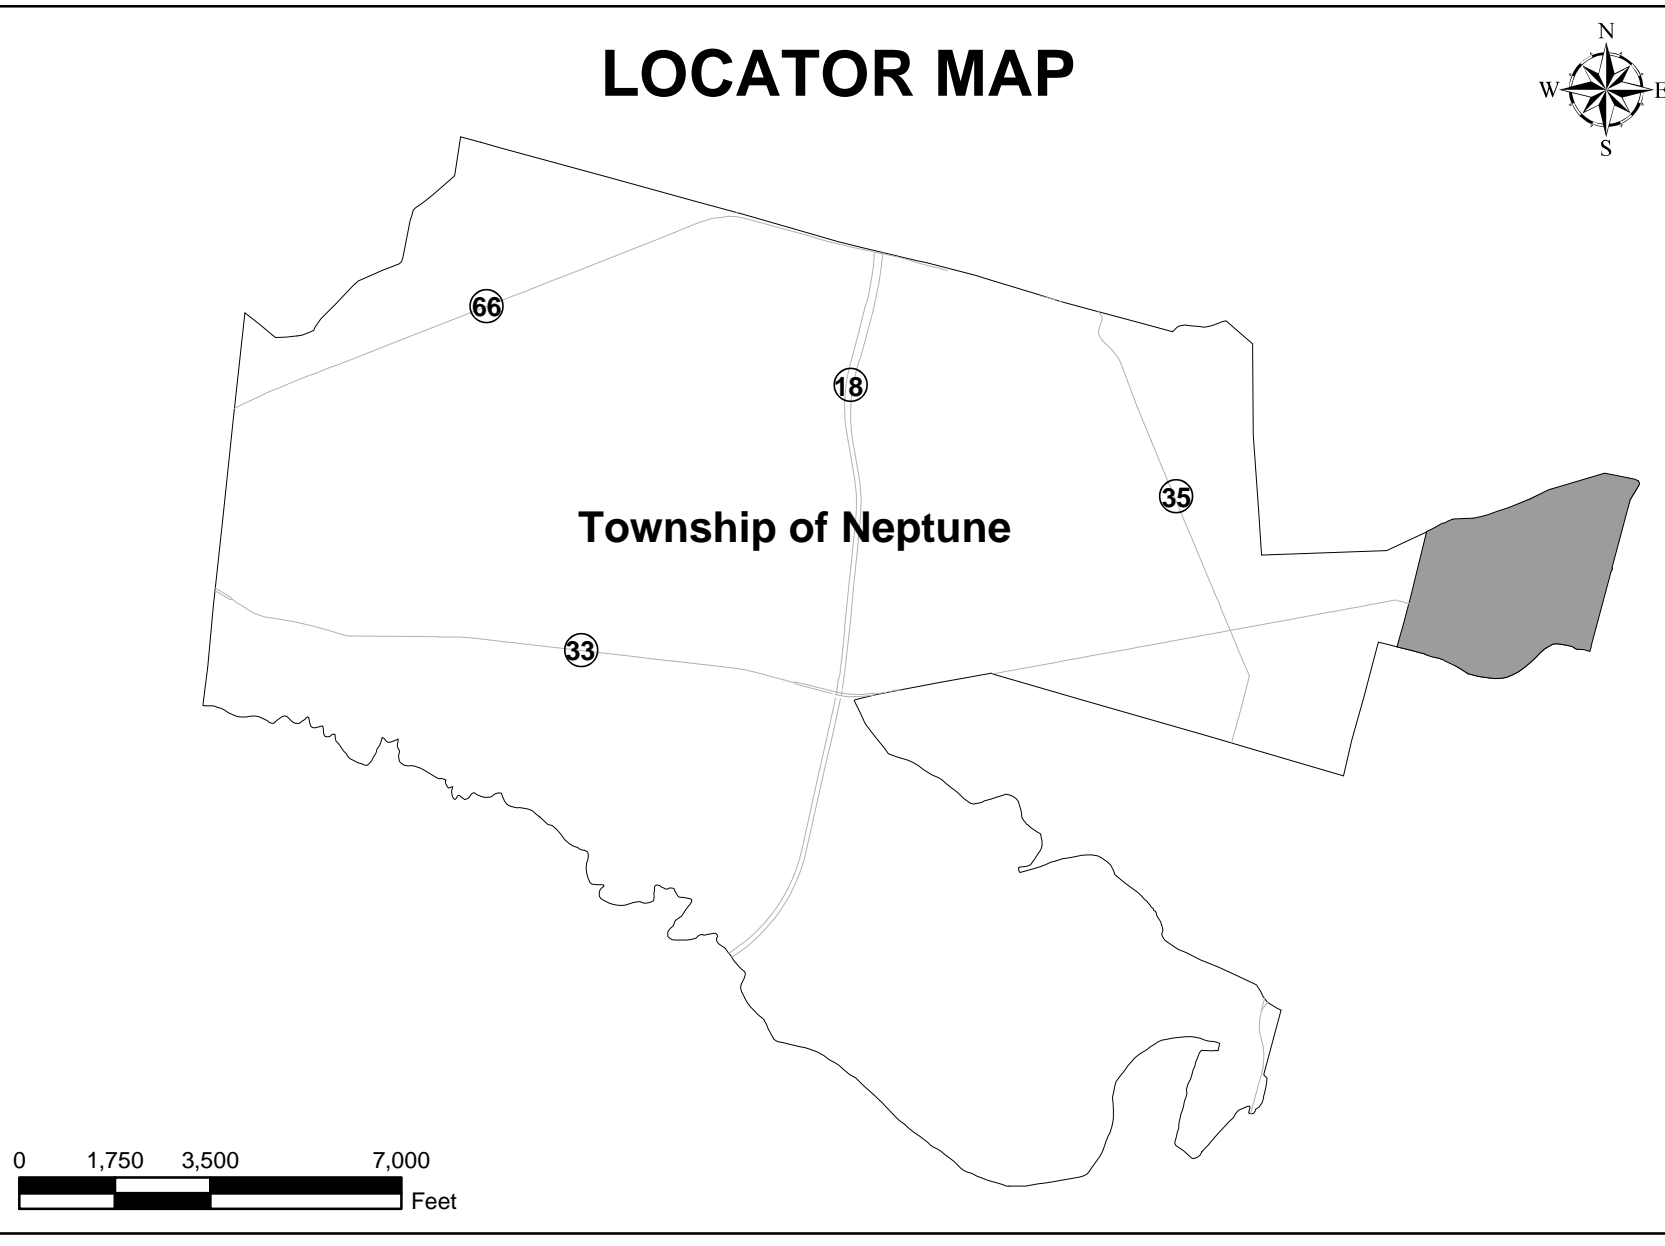 LOCATOR MAP
N
W E
S
66
18
35
Township of Neptune
33
0 1,750 3,500 7,000
Feet